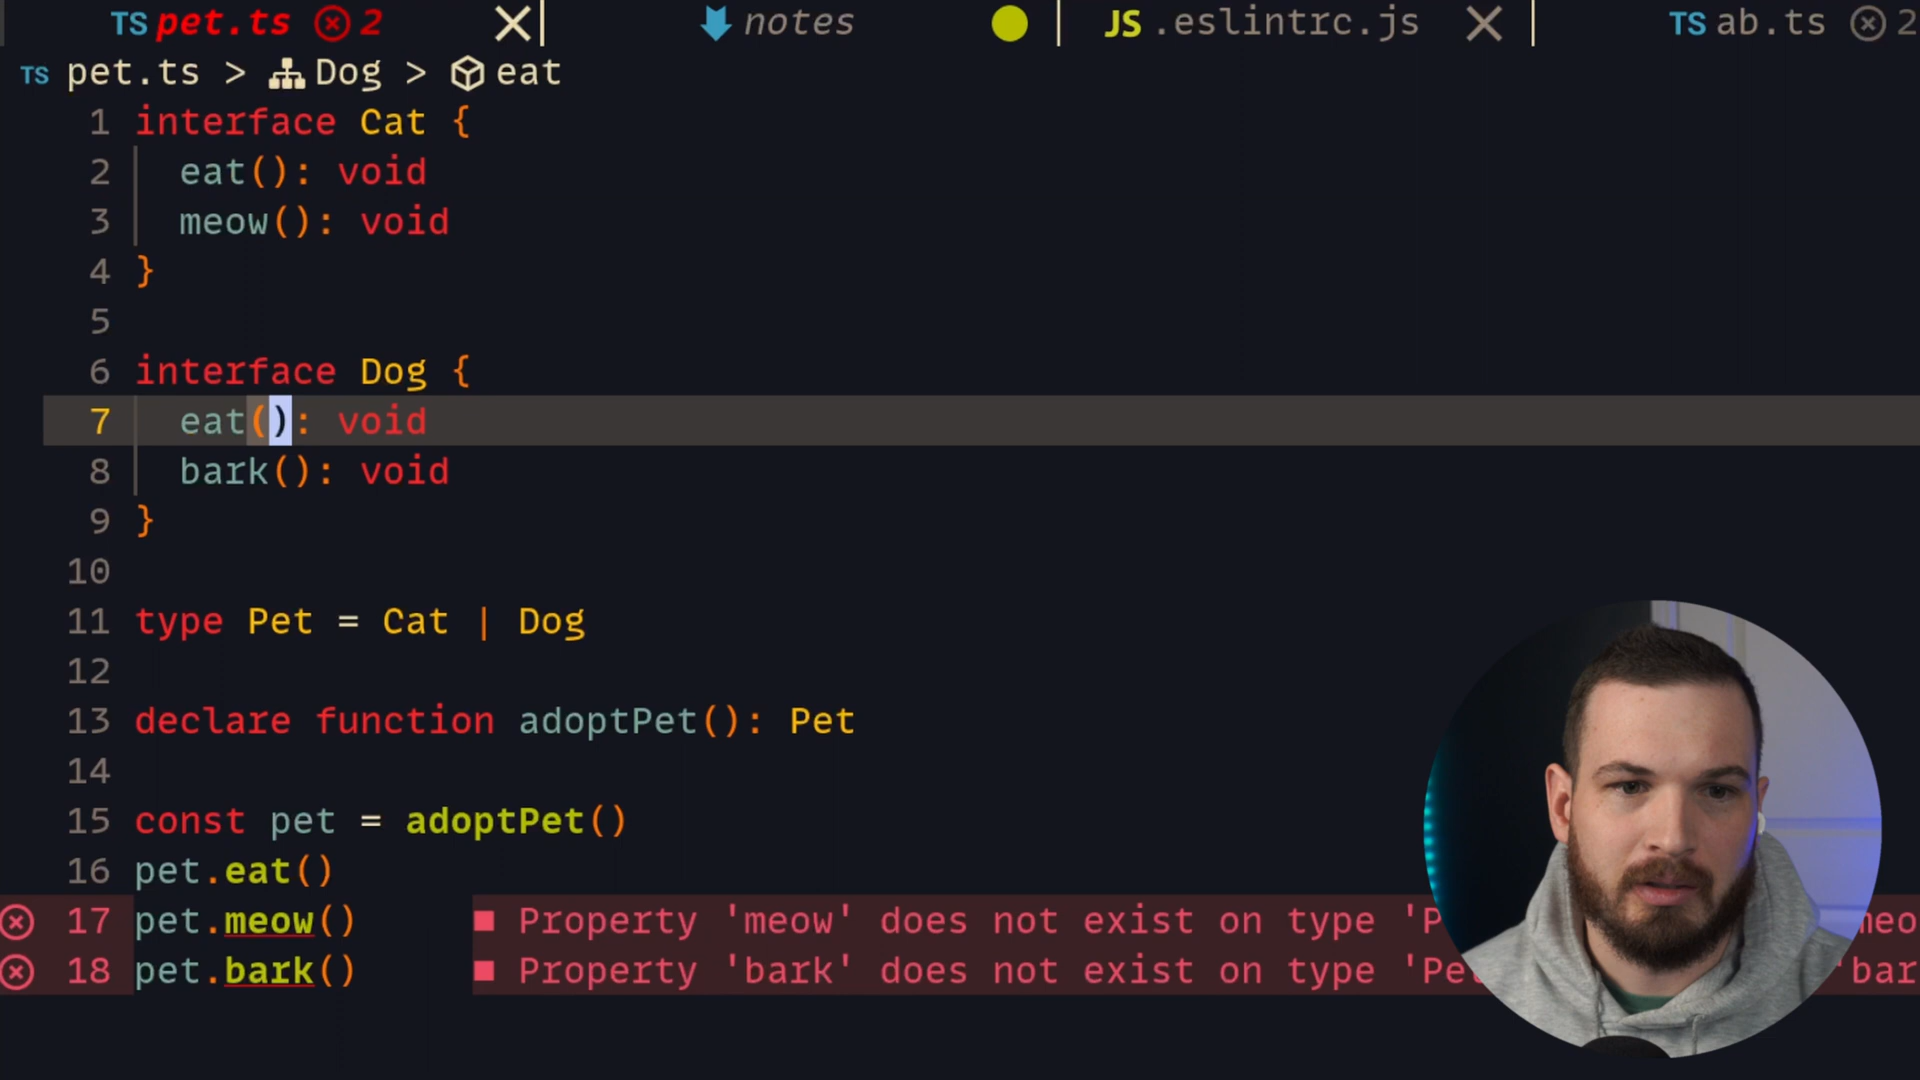 TS pet.ts 2 notes JS .eslintrc.js TS ab.ts 2
TS pet.ts > Dog > eat
1 interface Cat {
2 eat(): void
3 meow(): void
4 }
5
6 interface Dog {
7 eat(): void
8 bark(): void
9 }
10
11 type Pet = Cat | Dog
12
13 declare function adoptPet(): Pet
14
15 const pet = adoptPet()
16 pet.eat()
17 pet.meow() ■ Property 'meow' does not exist on type
18 pet.bark() ■ Property 'bark' does not exist on type